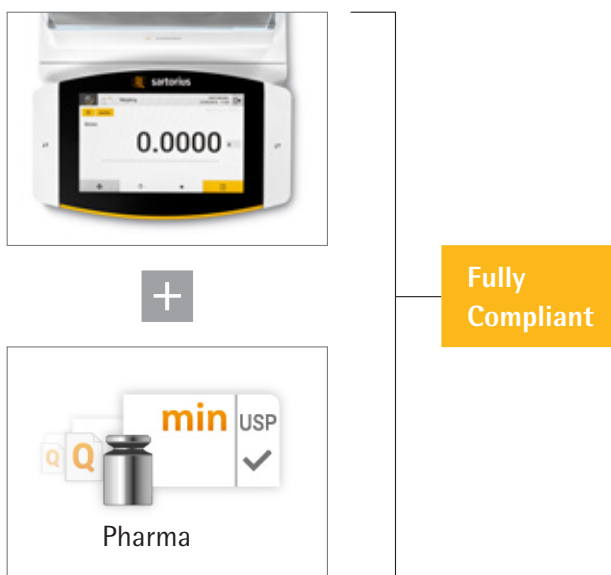 sartorius
Weighing
0.0000
Fully
Compliant
min
USP
Q
Q
Pharma